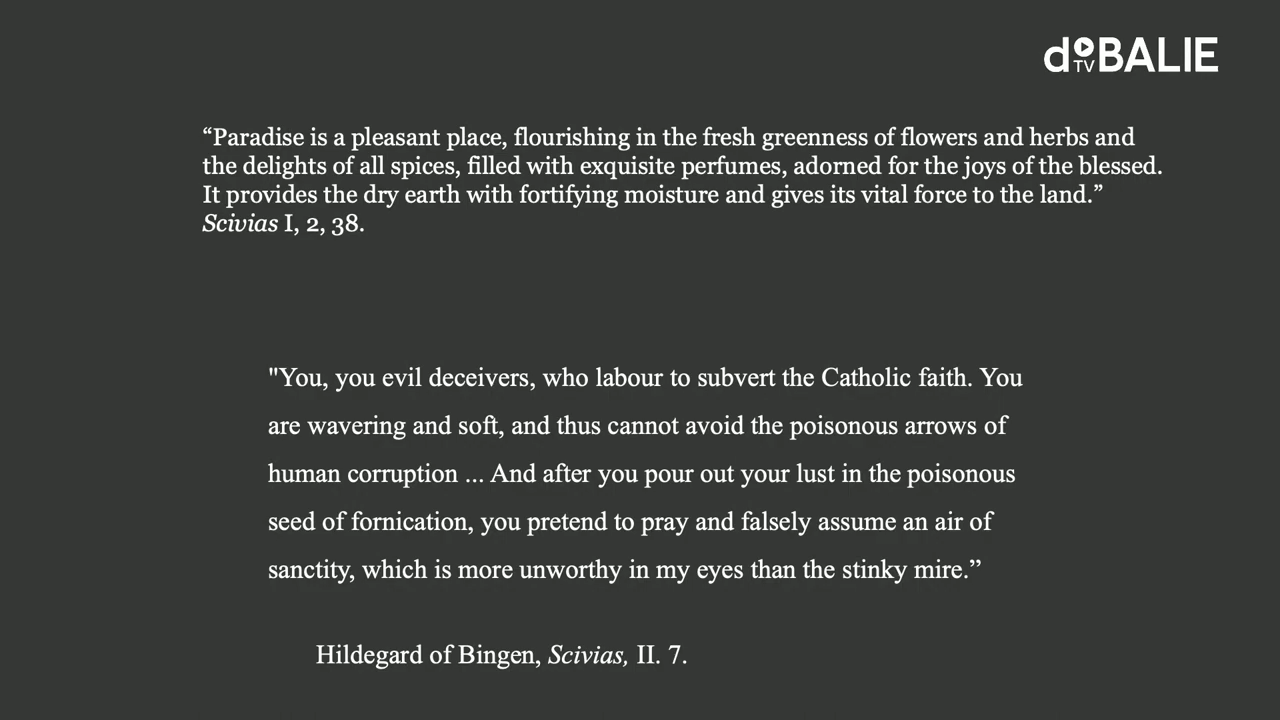 doTVBALIE
“Paradise is a pleasant place, flourishing in the fresh greenness of flowers and herbs and
the delights of all spices, filled with exquisite perfumes, adorned for the joys of the blessed.
It provides the dry earth with fortifying moisture and gives its vital force to the land.”
Scivias I, 2, 38.
"You, you evil deceivers, who labour to subvert the Catholic faith. You
are wavering and soft, and thus cannot avoid the poisonous arrows of
human corruption ... And after you pour out your lust in the poisonous
seed of fornication, you pretend to pray and falsely assume an air of
sanctity, which is more unworthy in my eyes than the stinky mire.”
Hildegard of Bingen, Scivias, II. 7.